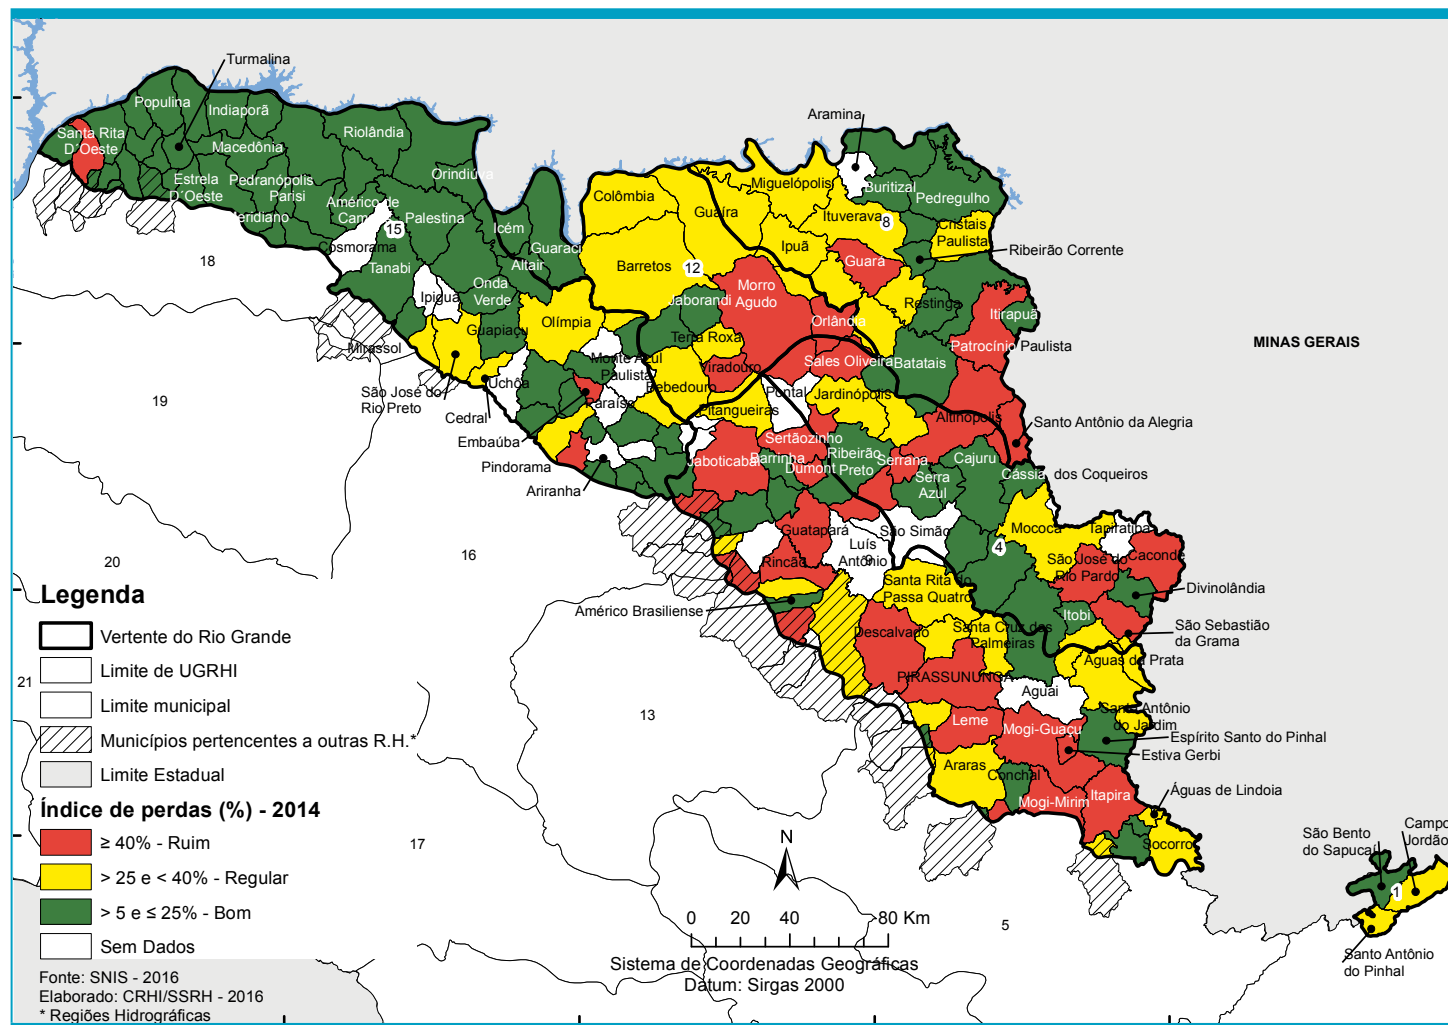 Turmalina
Populina
Indiaporã
Santa Rita
D´Oeste
Riolândia
Macedônia
Estrela
D´Oeste
Pedranópolis
Parisi
Orindiúva
Meridiano
Américo de
Campos
15
Palestina
Cosmorama
Tanabi
Icém
Altair
Guaraci
Onda
Verde
Ipiguá
Guapiaçu
Mirassol
Olímpia
Uchôa
São José do
Rio Preto
Cedral
Embaúba
Pindorama
Ariranha
Monte Azul
Paulista
Paraíso
Colômbia
Guaíra
Barretos
12
Jaborandi
Terra Roxa
Bebedouro
Viradouro
Pitangueiras
Morro
Agudo
Aramina
Miguelópolis
Ituverava
8
Buritizal
Pedregulho
Cristais
Paulista
Ribeirão Corrente
Ipuã
Guará
Restinga
Itirapuã
Orlândia
Sales Oliveira
Batatais
Patrocínio Paulista
MINAS GERAIS
Pontal
Jardinópolis
Altinópolis
Santo Antônio da Alegria
Sertãozinho
Jaboticabal
Barrinha
Dumont
Ribeirão
Preto
Serrana
Serra
Azul
Cajuru
Cássia dos Coqueiros
Guatapará
Luís
Antônio
9
São Simão
4
Mococa
Tapiratiba
Caconde
São José do
Rio Pardo
Divinolândia
Rincão
Américo Brasiliense
Santa Rita do
Passa Quatro
Itobi
São Sebastião
da Grama
Descalvado
Santa Cruz das
Palmeiras
Águas da Prata
PIRASSUNUNGA
Aguaí
Santo Antônio
do Jardim
Leme
Mogi-Guaçu
Espírito Santo do Pinhal
Estiva Gerbi
Araras
Conchal
Mogi-Mirim
Itapira
Águas de Lindoia
Socorro
São Bento
do Sapucaí
Campo
Jordão
1
Santo Antônio
do Pinhal
18
19
20
16
21
13
17
5
Legenda
Vertente do Rio Grande
Limite de UGRHI
Limite municipal
Municípios pertencentes a outras R.H.*
Limite Estadual
Índice de perdas (%) - 2014
≥ 40% - Ruim
> 25 e < 40% - Regular
> 5 e ≤ 25% - Bom
Sem Dados
Fonte: SNIS - 2016
Elaborado: CRHI/SSRH - 2016
* Regiões Hidrográficas
N
0 20 40 80 Km
Sistema de Coordenadas Geográficas
Datum: Sirgas 2000